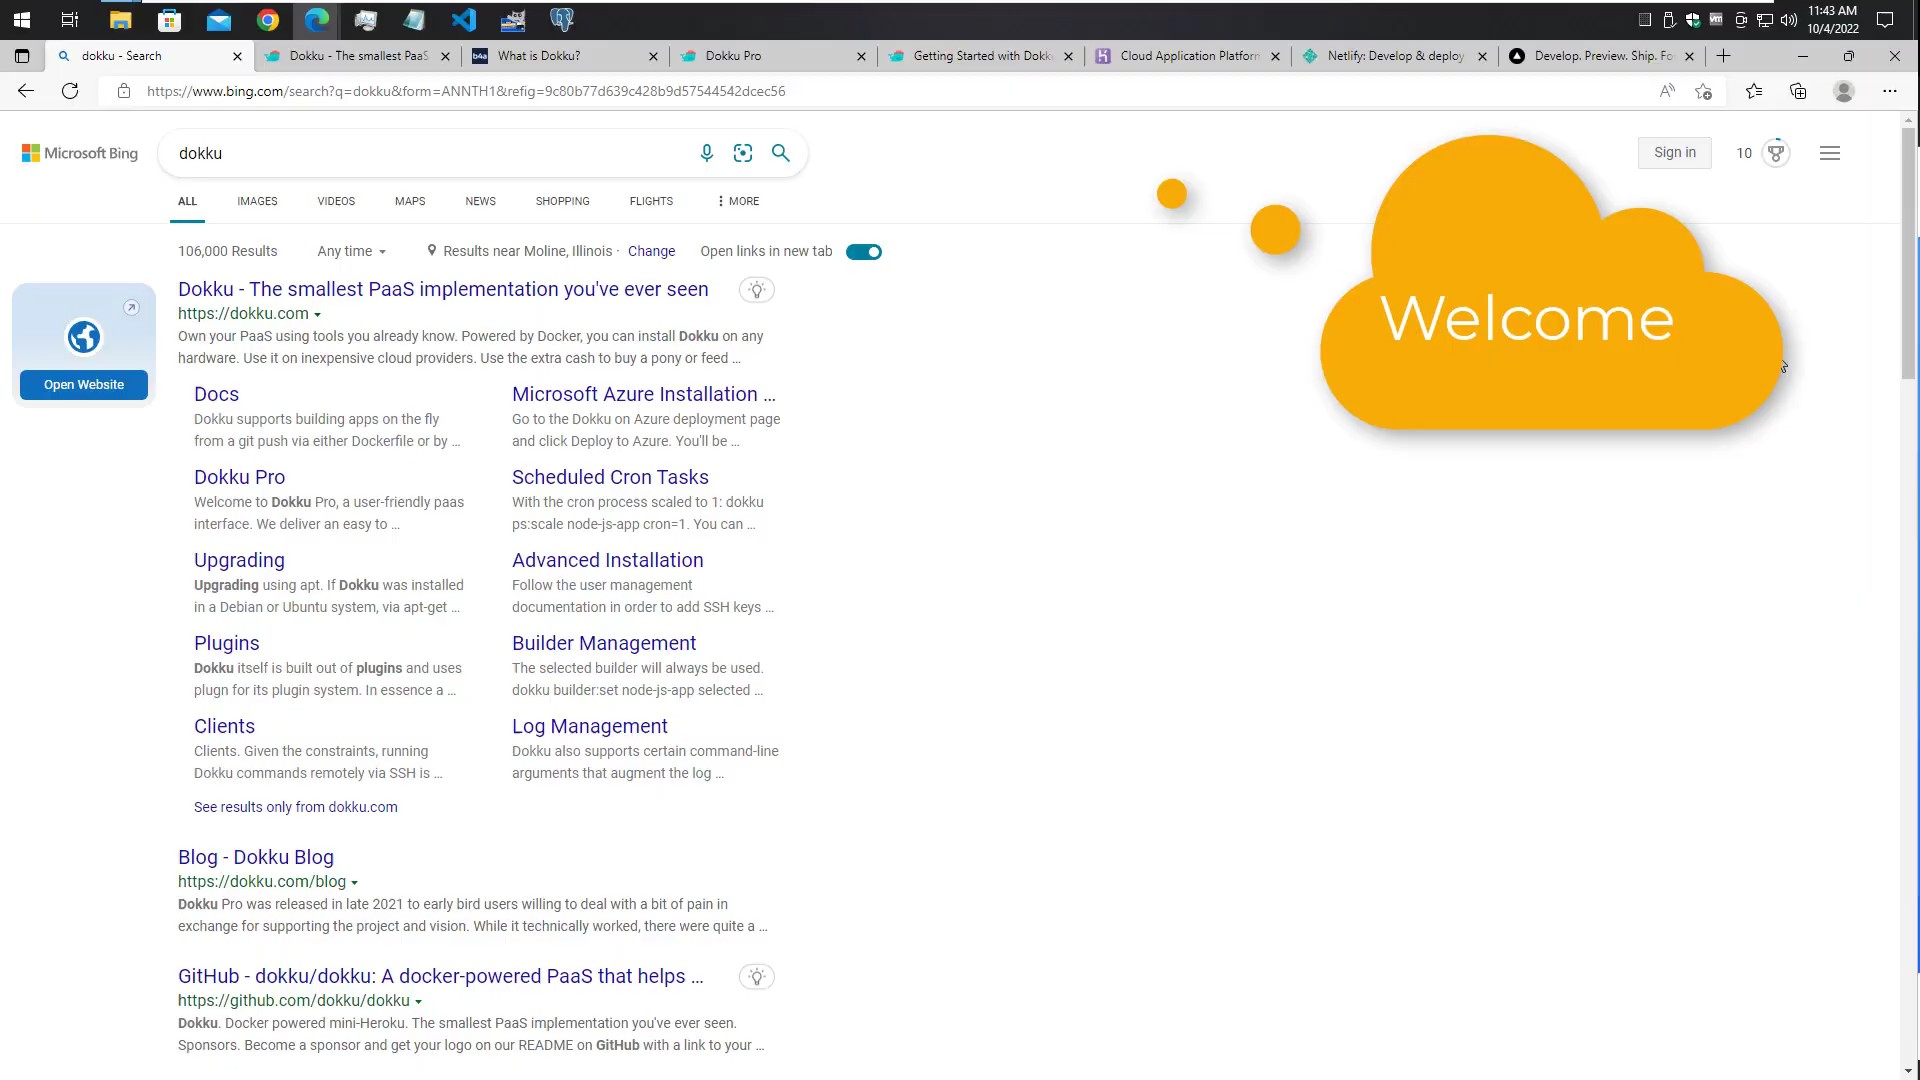 11:43 AM
10/4/2022
dokku - Search
Dokku - The smallest PaaS
What is Dokku?
Dokku Pro
Getting Started with Dokk
Cloud Application Platform
Netlify: Develop & deploy
Develop. Preview. Ship. Fo
https://www.bing.com/search?q=dokku&form=ANNTH1&refig=9c80b77d639c428b9d57544542dcec56
Microsoft Bing
dokku
Sign in
10
ALL
IMAGES
VIDEOS
MAPS
NEWS
SHOPPING
FLIGHTS
MORE
106,000 Results
Any time
Results near Moline, Illinois ·
Change
Open links in new tab
Welcome
Open Website
Dokku - The smallest PaaS implementation you've ever seen
https://dokku.com
Own your PaaS using tools you already know. Powered by Docker, you can install Dokku on any
hardware. Use it on inexpensive cloud providers. Use the extra cash to buy a pony or feed ...
Docs
Dokku supports building apps on the fly
from a git push via either Dockerfile or by ...
Microsoft Azure Installation ...
Go to the Dokku on Azure deployment page
and click Deploy to Azure. You'll be ...
Dokku Pro
Welcome to Dokku Pro, a user-friendly paas
interface. We deliver an easy to ...
Scheduled Cron Tasks
With the cron process scaled to 1: dokku
ps:scale node-js-app cron=1. You can ...
Upgrading
Upgrading using apt. If Dokku was installed
in a Debian or Ubuntu system, via apt-get ...
Advanced Installation
Follow the user management
documentation in order to add SSH keys ...
Plugins
Dokku itself is built out of plugins and uses
plugn for its plugin system. In essence a ...
Builder Management
The selected builder will always be used.
dokku builder:set node-js-app selected ...
Clients
Clients. Given the constraints, running
Dokku commands remotely via SSH is ...
Log Management
Dokku also supports certain command-line
arguments that augment the log ...
See results only from dokku.com
Blog - Dokku Blog
https://dokku.com/blog
Dokku Pro was released in late 2021 to early bird users willing to deal with a bit of pain in
exchange for supporting the project and vision. While it technically worked, there were quite a ...
GitHub - dokku/dokku: A docker-powered PaaS that helps ...
https://github.com/dokku/dokku
Dokku. Docker powered mini-Heroku. The smallest PaaS implementation you've ever seen.
Sponsors. Become a sponsor and get your logo on our README on GitHub with a link to your ...